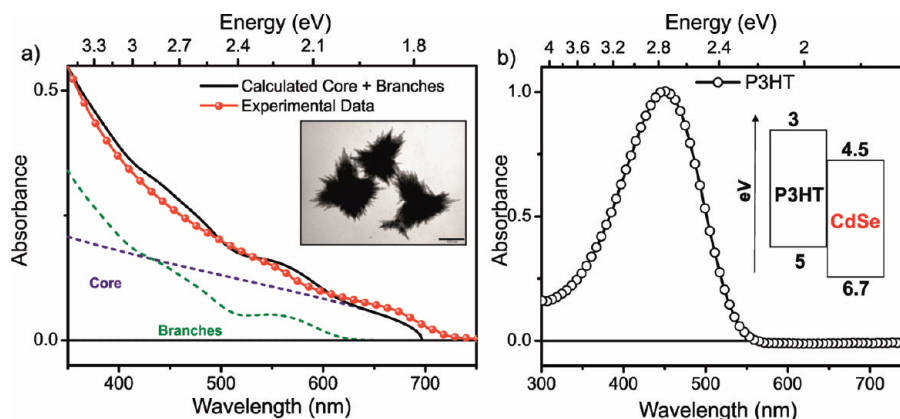 Energy (eV)
3.3 3 2.7 2.4 2.1 1.8
a)
Calculated Core + Branches
Experimental Data
0.5
Absorbance
Core
Branches
0.0
400 500 600 700
Wavelength (nm)
Energy (eV)
4 3.6 3.2 2.8 2.4 2
b)
P3HT
1.0
3
4.5
eV
P3HT
CdSe
0.5
Absorbance
5
6.7
0.0
300 400 500 600 700
Wavelength (nm)